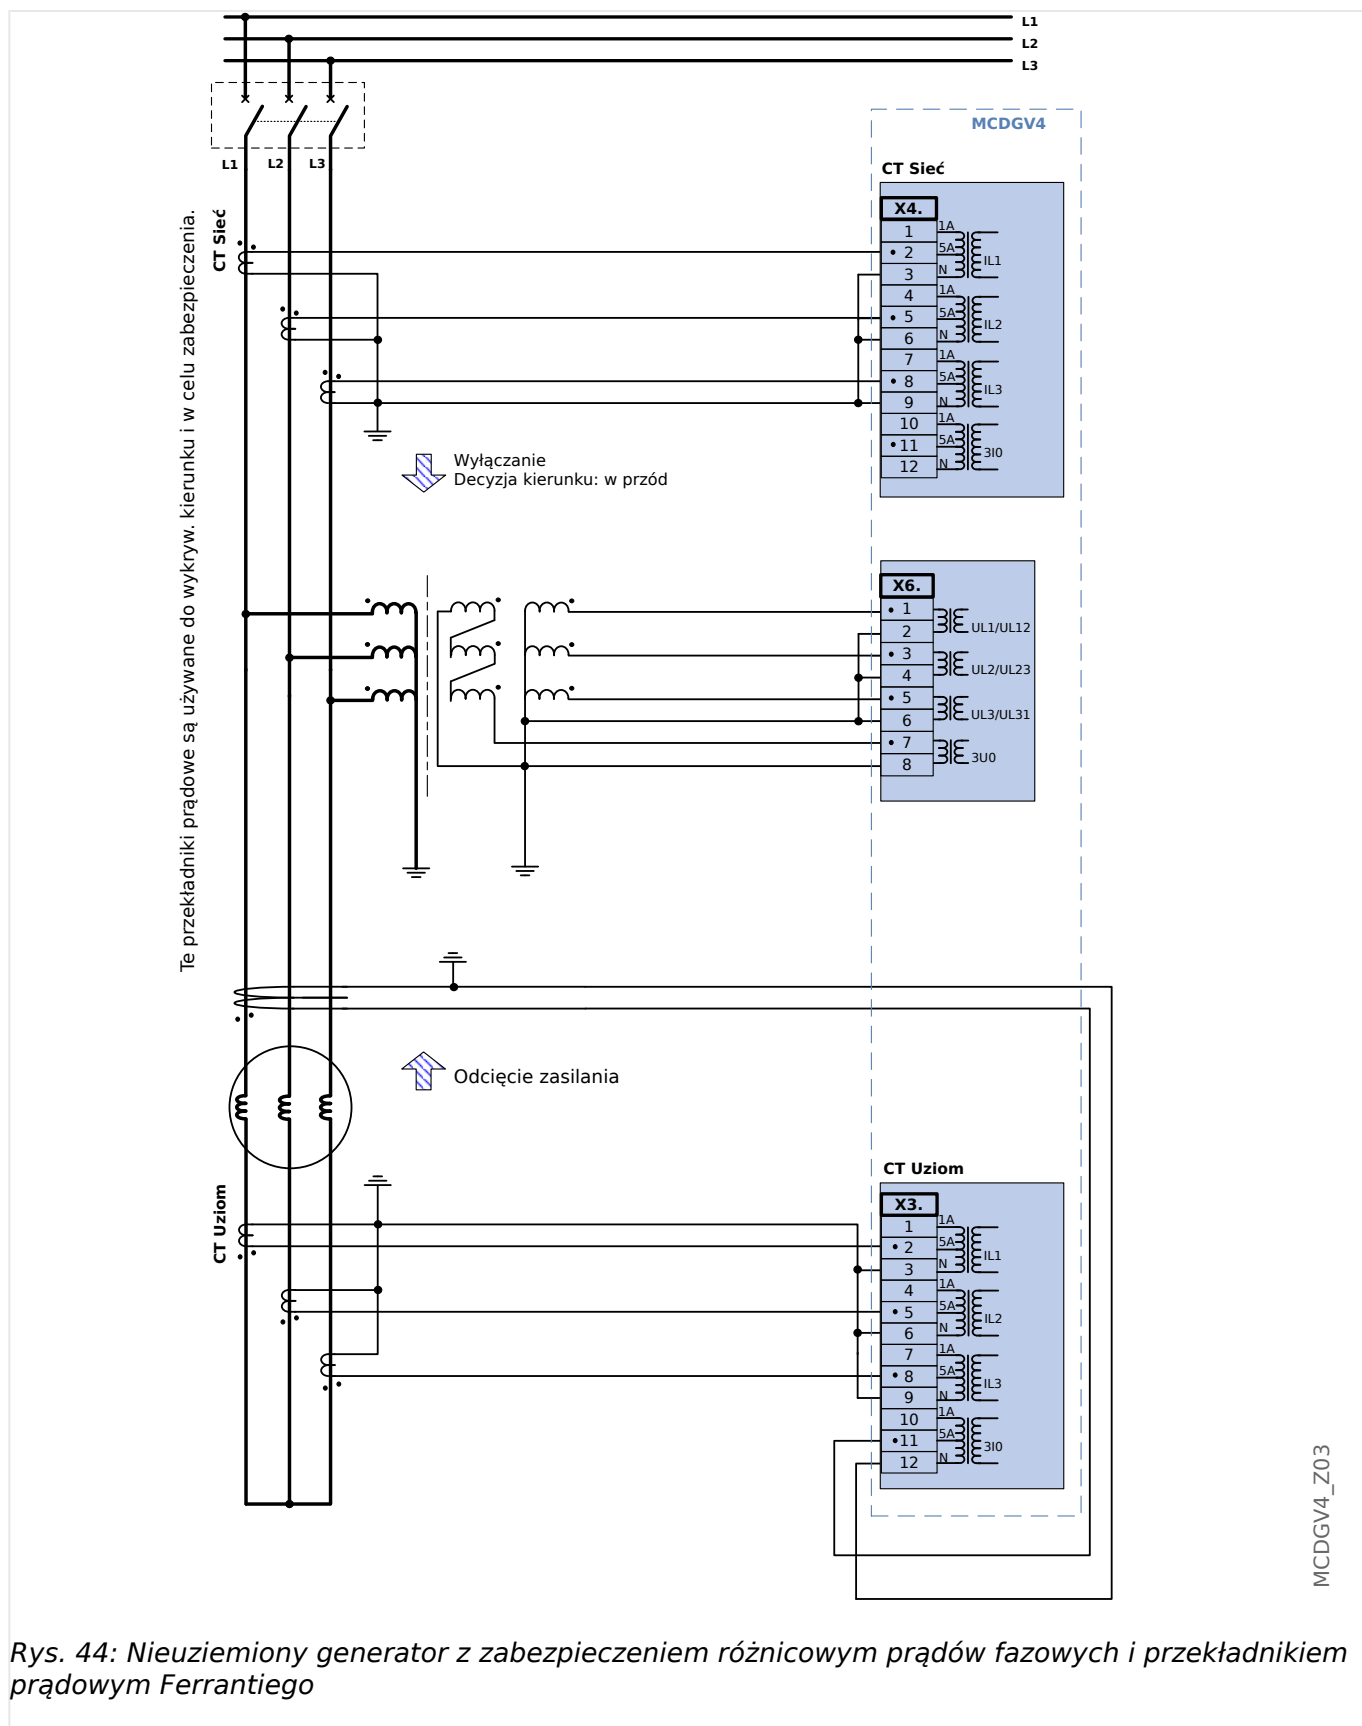 L1
L2
L3
MCDGV4
L1
L2
L3
CT Sieć
Te przekładniki prądowe są używane do wykryw. kierunku i w celu zabezpieczenia.
CT Sieć
X4.
1
1A
2
5A
IL1
3
N
4
1A
5
5A
IL2
6
N
7
1A
8
5A
IL3
9
N
10
1A
11
5A
3I0
12
N
Wyłączanie
Decyzja kierunku: w przód
X6.
1
2
UL1/UL12
3
4
UL2/UL23
5
6
UL3/UL31
7
8
3U0
Odcięcie zasilania
CT Uziom
CT Uziom
X3.
1
1A
2
5A
IL1
3
N
4
1A
5
5A
IL2
6
N
7
1A
8
5A
IL3
9
N
10
1A
11
5A
3I0
12
N
MCDGV4_Z03
Rys. 44: Nieuziemiony generator z zabezpieczeniem różnicowym prądów fazowych i przekładnikiem
prądowym Ferrantiego